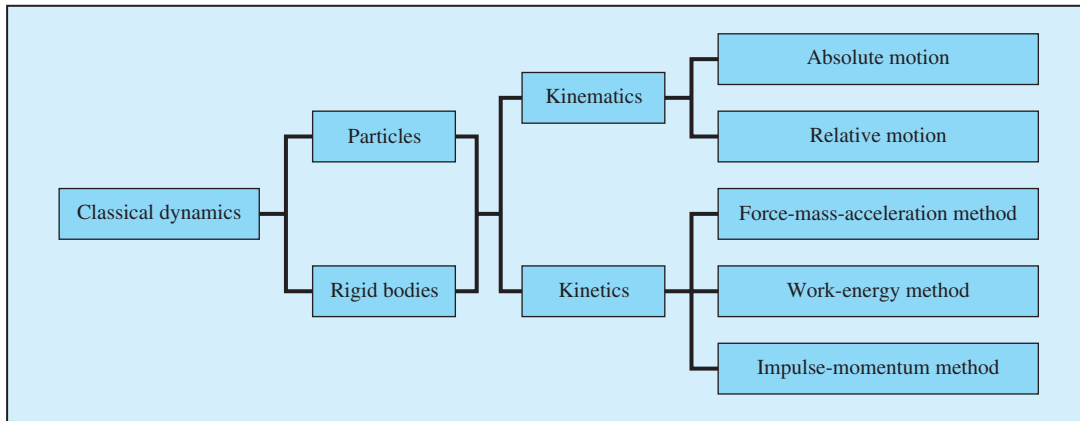 Classical dynamics
Particles
Rigid bodies
Kinematics
Kinetics
Absolute motion
Relative motion
Force-mass-acceleration method
Work-energy method
Impulse-momentum method